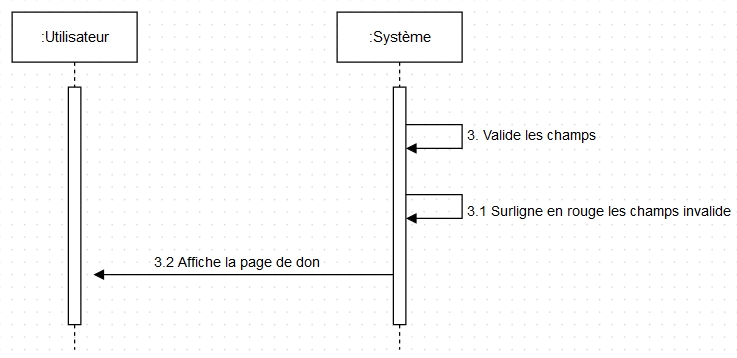 :Utilisateur
:Système
3. Valide les champs
3.1 Surligne en rouge les champs invalide
3.2 Affiche la page de don